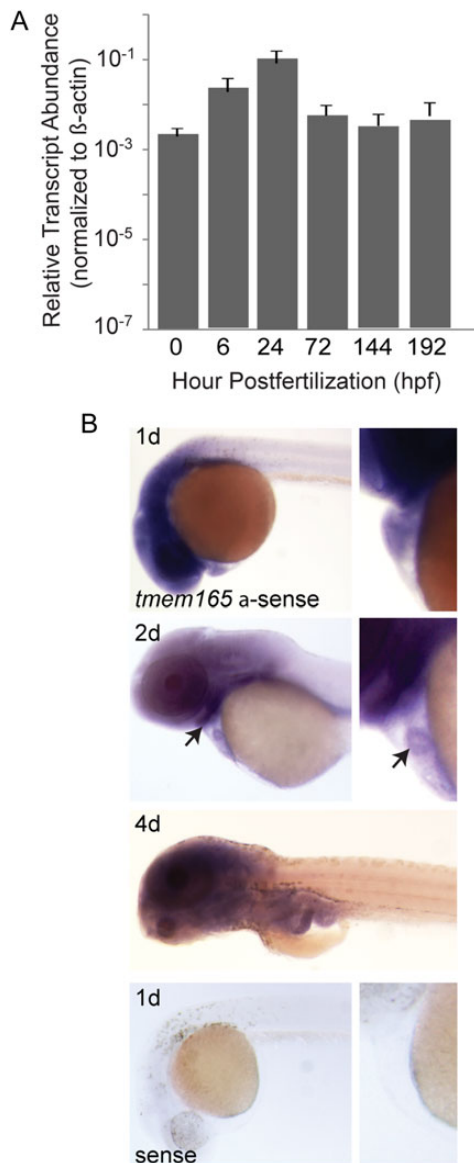 A
Relative Transcript Abundance
(normalized to ß-actin)
10-1
10-3
10-5
10-7
0 6 24 72 144 192
Hour Postfertilization (hpf)
B
1d
tmem165 a-sense
2d
4d
1d
sense